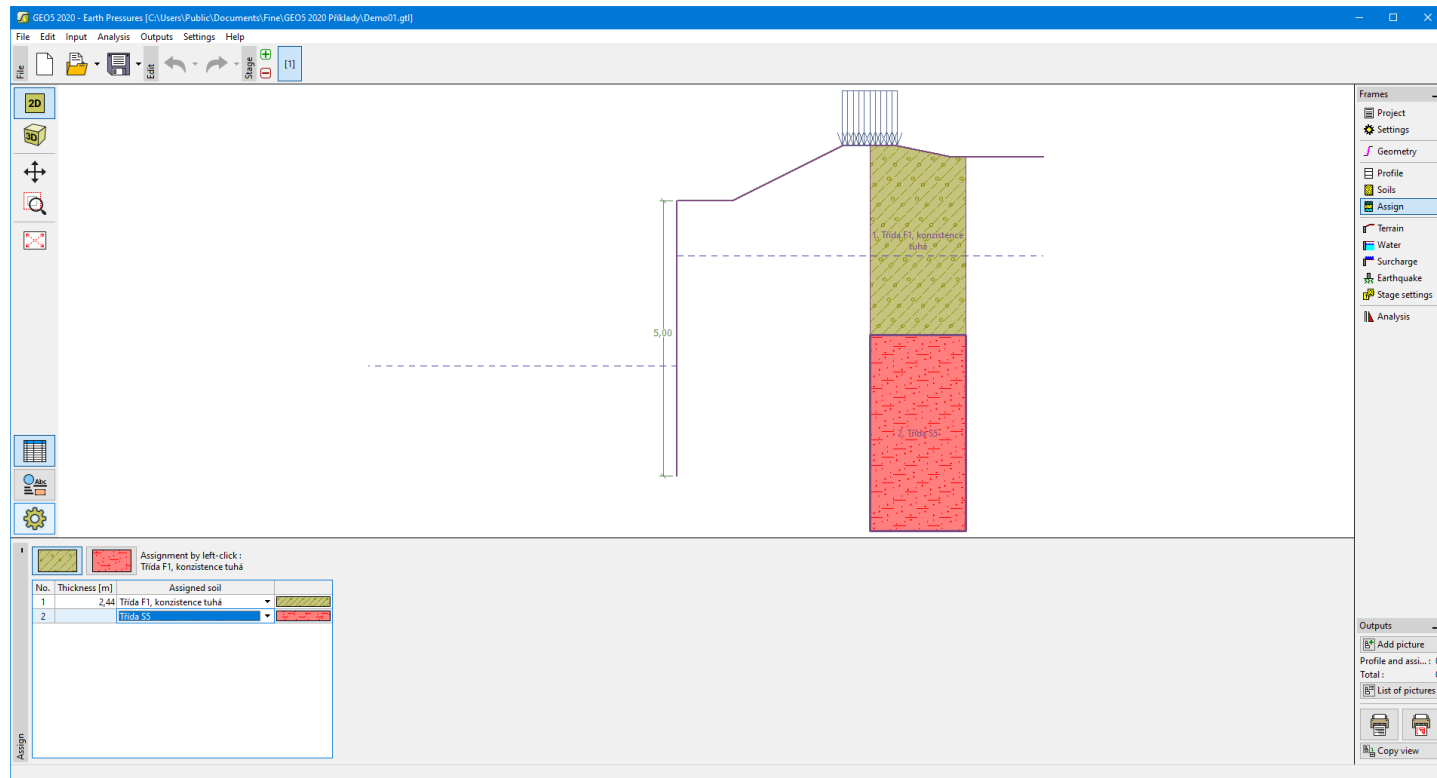 GEO5 2020 - Earth Pressures [C:\Users\Public\Documents\Fine\GEO5 2020 Příklady\Demo01.gtl]
File Edit Input Analysis Outputs Settings Help
File
Edit
Stage
[1]
2D
3D
Abc
1. Třída F1, konzistence
tuhá
5,00
2. Třída S5
Frames
Project
Settings
Geometry
Profile
Soils
Assign
Terrain
Water
Surcharge
Earthquake
Stage settings
Analysis
Assign
Assignment by left-click :
Třída F1, konzistence tuhá
No. Thickness [m] Assigned soil
1 2,44 Třída F1, konzistence tuhá
2 Třída S5
Outputs
Add picture
Profile and assi... :
Total :
List of pictures
Copy view